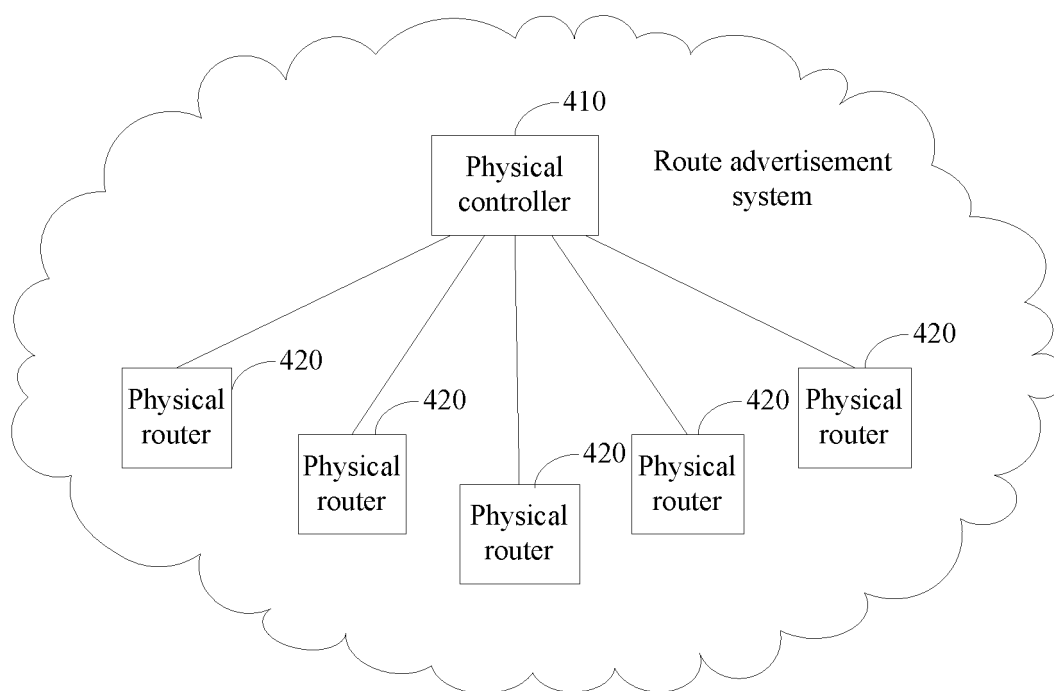 410
Physical
controller
Route advertisement
system
420
Physical
router
420
Physical
router
420
Physical
router
420
Physical
router
420
Physical
router